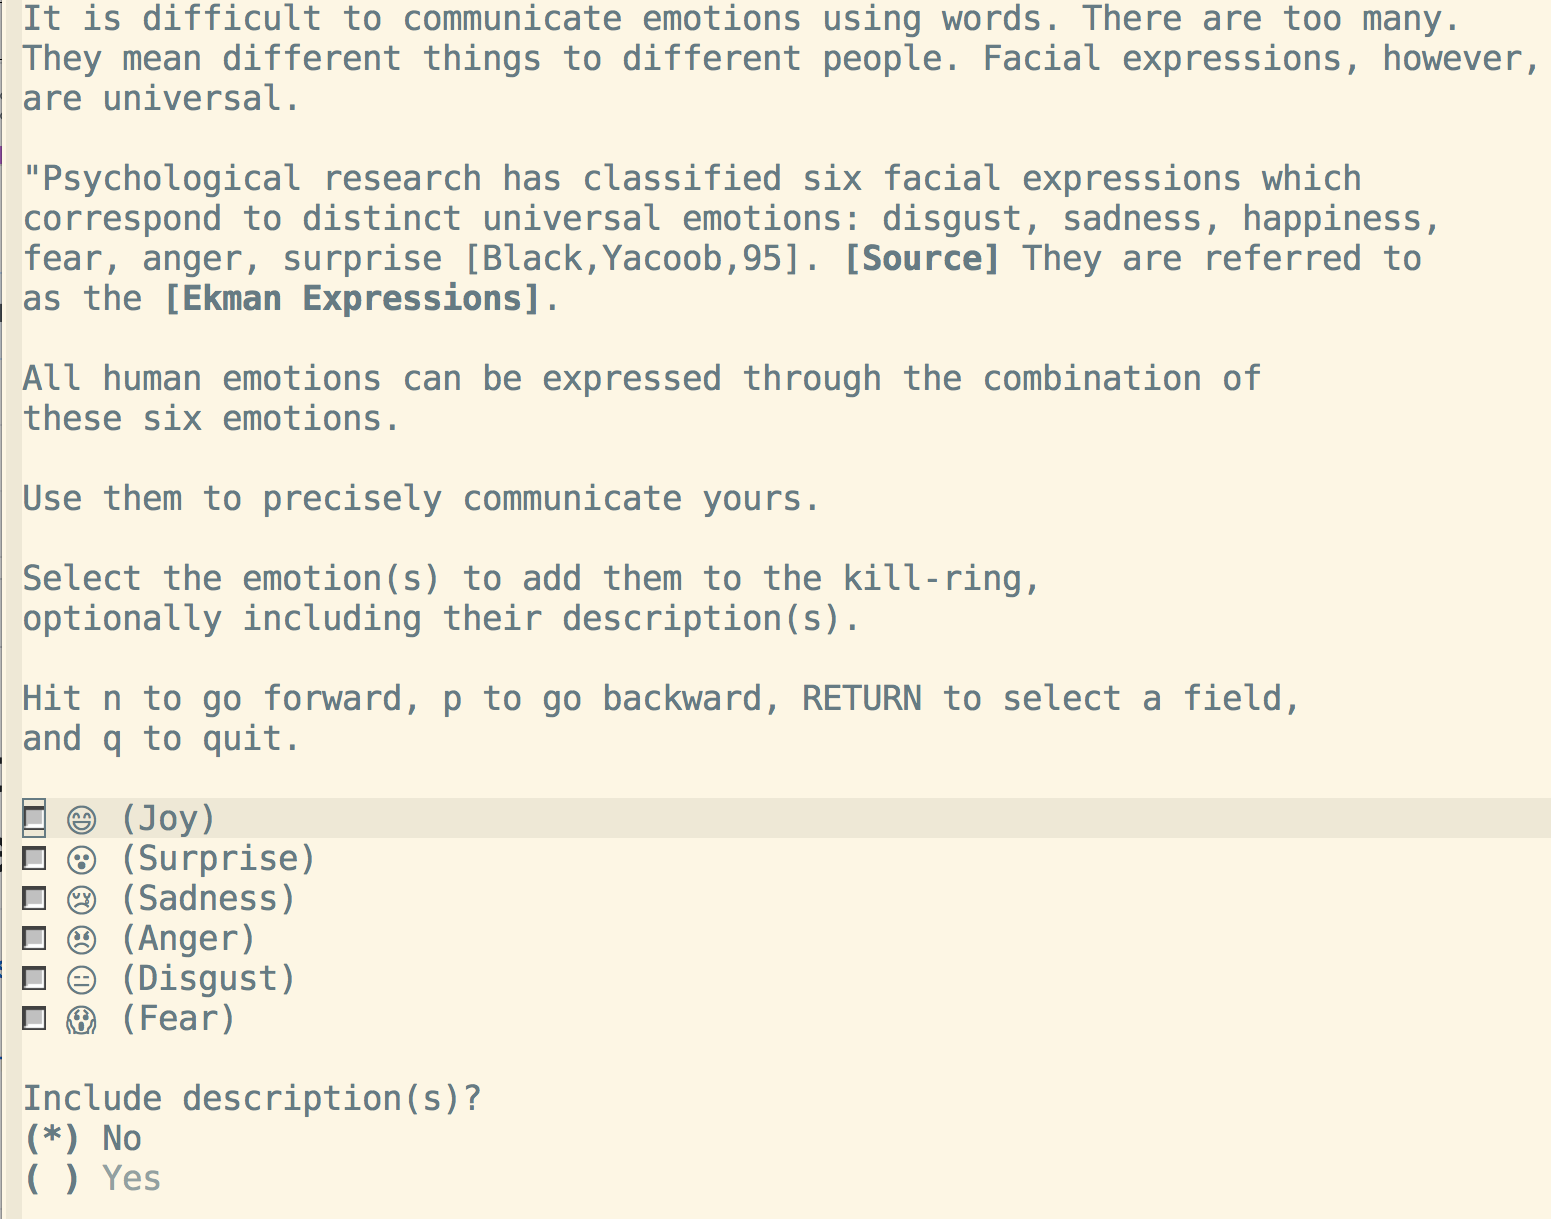 It is difficult to communicate emotions using words. There are too many.
They mean different things to different people. Facial expressions, however,
are universal.
"Psychological research has classified six facial expressions which
correspond to distinct universal emotions: disgust, sadness, happiness,
fear, anger, surprise [Black,Yacoob,95]. [Source] They are referred to
as the [Ekman Expressions].
All human emotions can be expressed through the combination of
these six emotions.
Use them to precisely communicate yours.
Select the emotion(s) to add them to the kill-ring,
optionally including their description(s).
Hit n to go forward, p to go backward, RETURN to select a field,
and q to quit.
(Joy)
(Surprise)
(Sadness)
(Anger)
(Disgust)
(Fear)
Include description(s)?
(*) No
( ) Yes